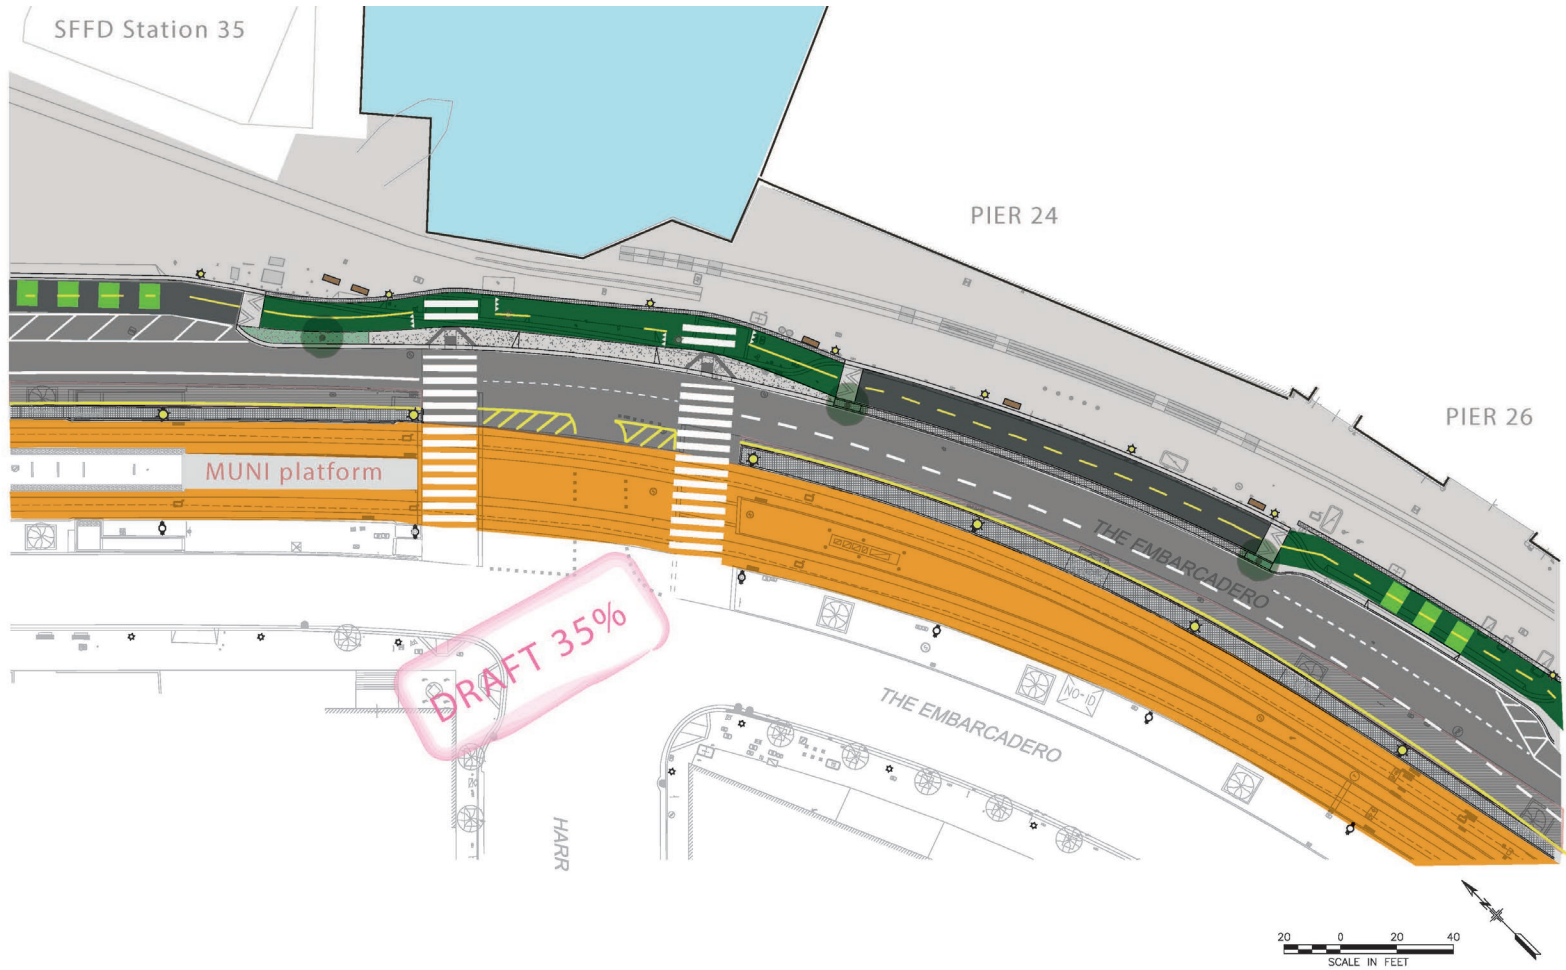 SFFD Station 35
PIER 24
PIER 26
MUNI platform
THE EMBARCADERO
DRAFT 35%
NO-ID
THE EMBARCADERO
HARR
N
20 0 20 40
SCALE IN FEET